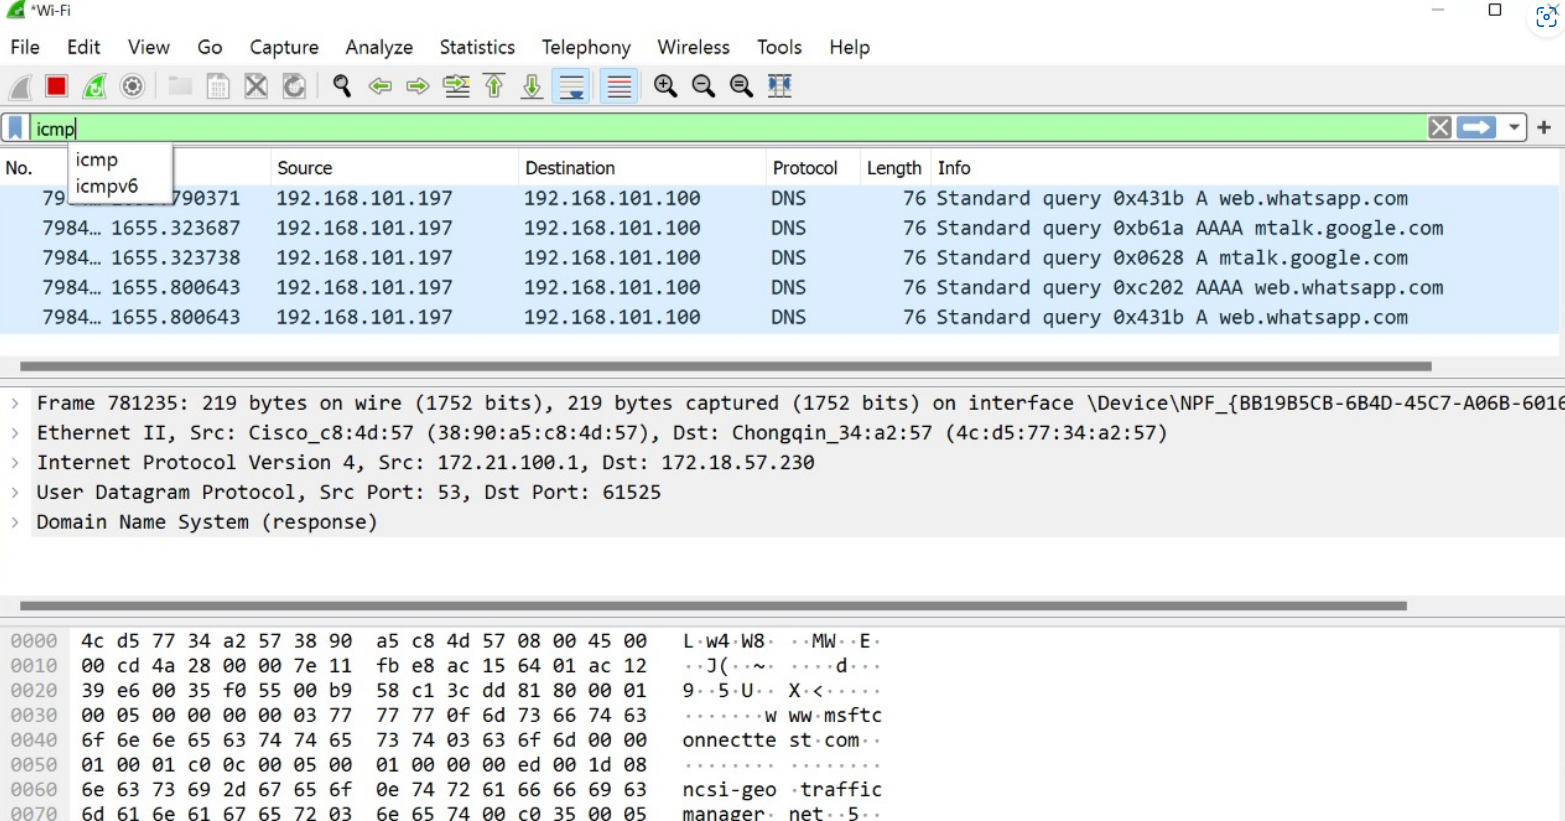 *Wi-Fi
File Edit View Go Capture Analyze Statistics Telephony Wireless Tools Help
icmp
No. Source Destination Protocol Length Info
icmp
icmpv6
79 790371 192.168.101.197 192.168.101.100 DNS 76 Standard query 0x431b A web.whatsapp.com
7984… 1655.323687 192.168.101.197 192.168.101.100 DNS 76 Standard query 0xb61a AAAA mtalk.google.com
7984… 1655.323738 192.168.101.197 192.168.101.100 DNS 76 Standard query 0x0628 A mtalk.google.com
7984… 1655.800643 192.168.101.197 192.168.101.100 DNS 76 Standard query 0xc202 AAAA web.whatsapp.com
7984… 1655.800643 192.168.101.197 192.168.101.100 DNS 76 Standard query 0x431b A web.whatsapp.com
Frame 781235: 219 bytes on wire (1752 bits), 219 bytes captured (1752 bits) on interface \Device\NPF_{BB19B5CB-6B4D-45C7-A06B-6016
Ethernet II, Src: Cisco_c8:4d:57 (38:90:a5:c8:4d:57), Dst: Chongqin_34:a2:57 (4c:d5:77:34:a2:57)
Internet Protocol Version 4, Src: 172.21.100.1, Dst: 172.18.57.230
User Datagram Protocol, Src Port: 53, Dst Port: 61525
Domain Name System (response)
0000 4c d5 77 34 a2 57 38 90 a5 c8 4d 57 08 00 45 00 L·w4·W8· ··MW··E·
0010 00 cd 4a 28 00 00 7e 11 fb e8 ac 15 64 01 ac 12 ··J(··~· ····d···
0020 39 e6 00 35 f0 55 00 b9 58 c1 3c dd 81 80 00 01 9··5·U·· X·<·····
0030 00 05 00 00 00 00 03 77 77 77 0f 6d 73 66 74 63 ·······w ww·msftc
0040 6f 6e 6e 65 63 74 74 65 73 74 03 63 6f 6d 00 00 onnectte st·com··
0050 01 00 01 c0 0c 00 05 00 01 00 00 00 ed 00 1d 08 ········ ········
0060 6e 63 73 69 2d 67 65 6f 0e 74 72 61 66 66 69 63 ncsi-geo ·traffic
0070 6d 61 6e 61 67 65 72 03 6e 65 74 00 c0 35 00 05 manager· net··5··